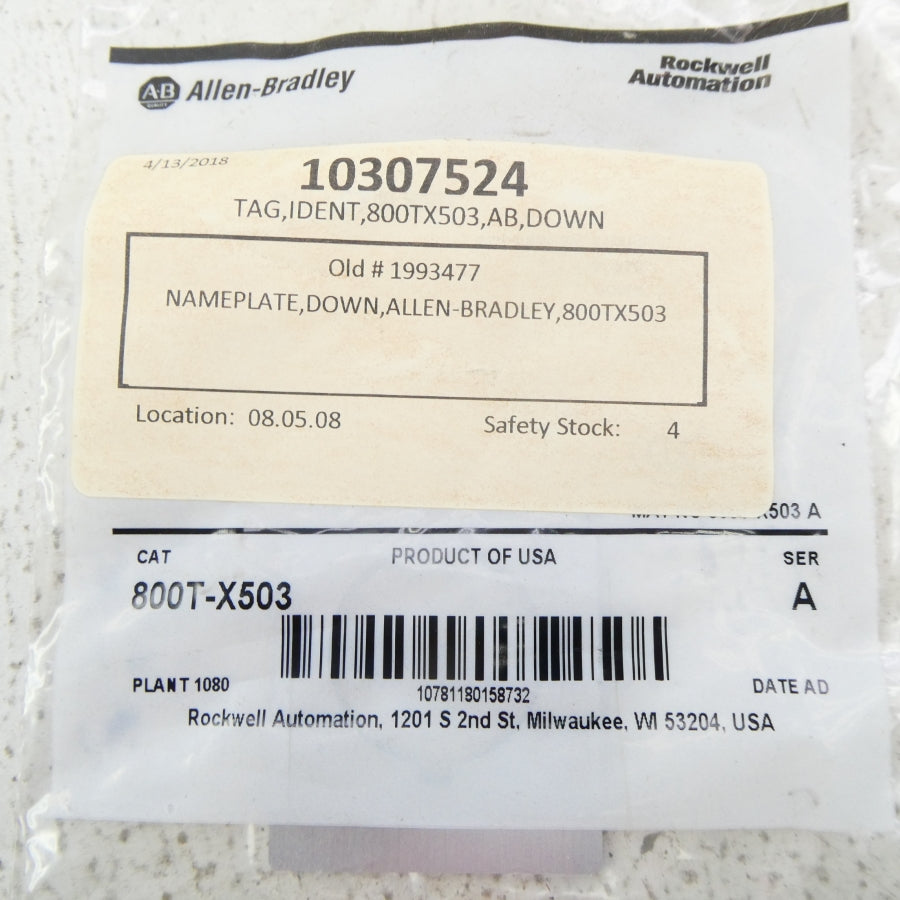 AB QUALITY Allen-Bradley
Rockwell
Automation
4/13/2018
10307524
TAG,IDENT,800TX503,AB,DOWN
Old # 1993477
NAMEPLATE,DOWN,ALLEN-BRADLEY,800TX503
Location: 08.05.08
Safety Stock: 4
X503 A
CAT
PRODUCT OF USA
SER
800T-X503
A
PLANT 1080
10781180158732
DATE AD
Rockwell Automation, 1201 S 2nd St, Milwaukee, WI 53204, USA